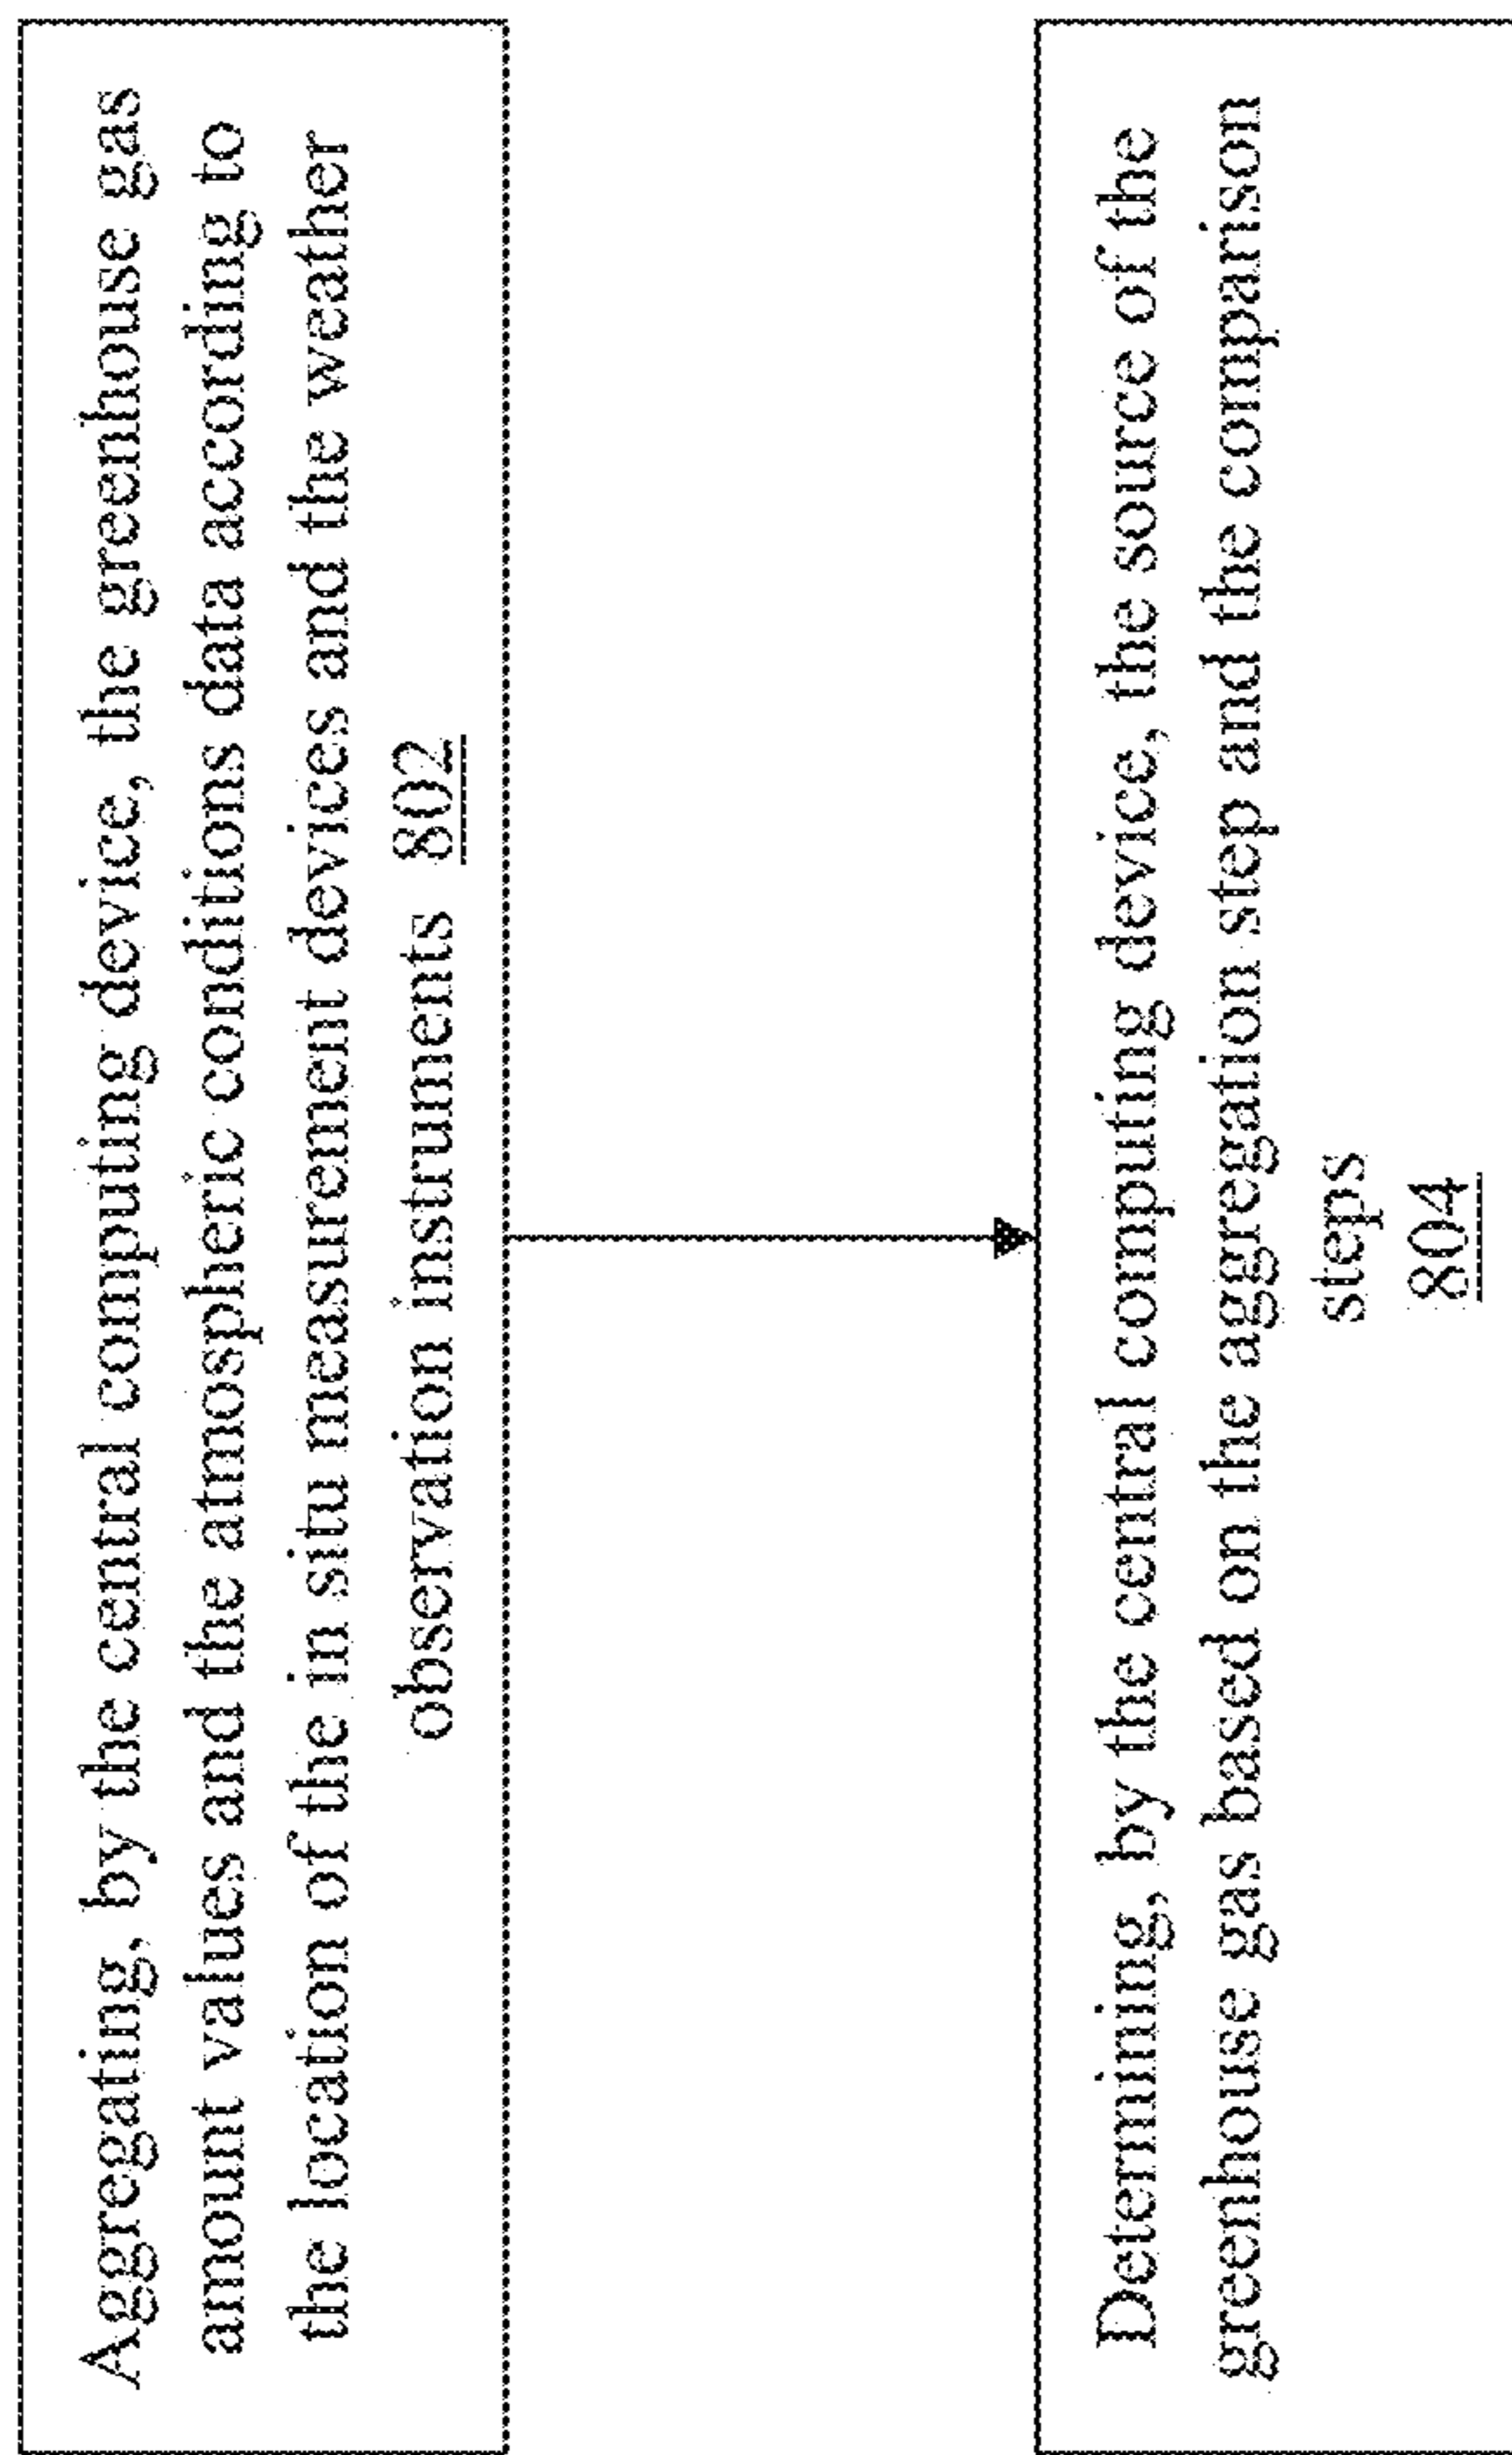 Aggregating, by the central computing device, the greenhouse gas
amount values and the atmospheric conditions data according to
the location of the in situ measurement devices and the weather
observation instruments 802
Determining, by the central computing device, the source of the
greenhouse gas based on the aggregation step and the comparison
steps
804